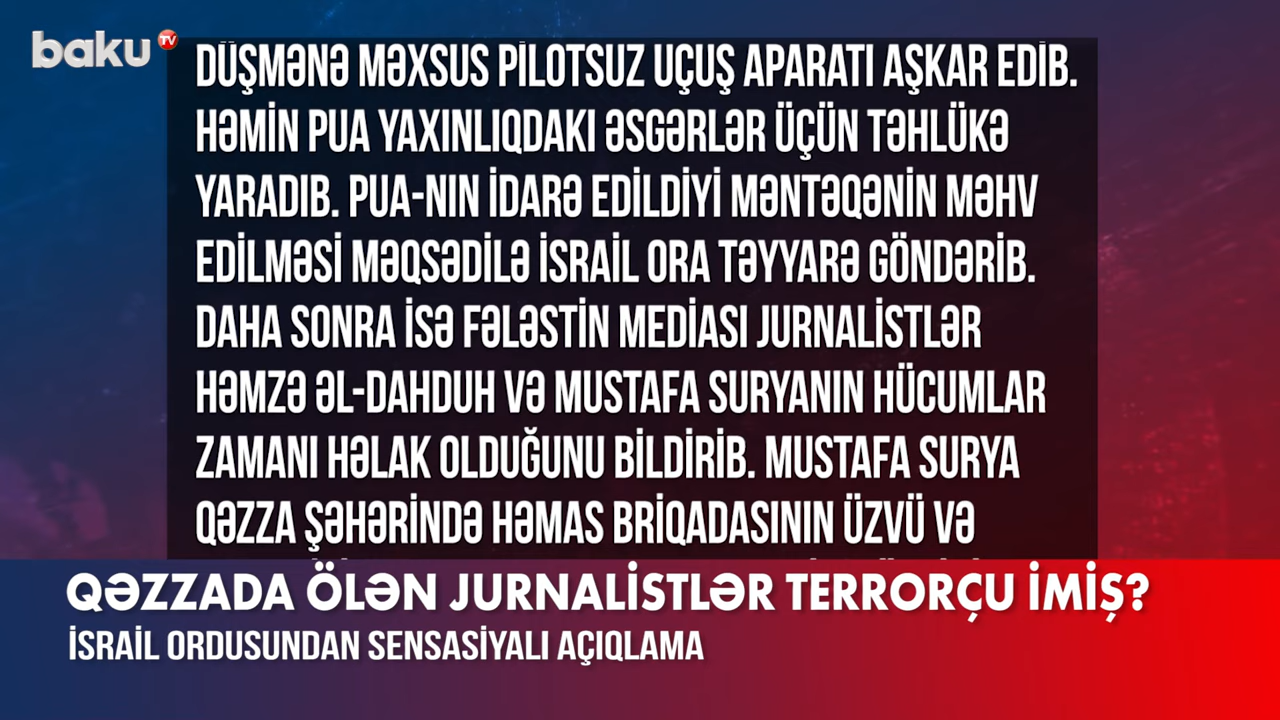 baku TV
DÜŞMƏNƏ MƏXSUS PİLOTSUZ UÇUŞ APARATI AŞKAR EDİB.
HƏMİN PUA YAXINLIQDAKI ƏSGƏRLƏR ÜÇÜN TƏHLÜKƏ
YARADIB. PUA-NIN İDARƏ EDİLDİYİ MƏNTƏQƏNİN MƏHV
EDİLMƏSİ MƏQSƏDİLƏ İSRAİL ORA TƏYYARƏ GÖNDƏRİB.
DAHA SONRA İSƏ FƏLƏSTİN MEDİASI JURNALİSTLƏR
HƏMZƏ ƏL-DAHDUH VƏ MUSTAFA SURYANIN HÜCUMLAR
ZAMANI HƏLAK OLDUĞUNU BİLDİRİB. MUSTAFA SURYA
QƏZZA ŞƏHƏRİNDƏ HƏMAS BRİQADASININ ÜZVÜ VƏ
QƏZZADA ÖLƏN JURNALİSTLƏR TERRORÇU İMİŞ?
İSRAİL ORDUSUNDAN SENSASİYALI AÇIQLAMA